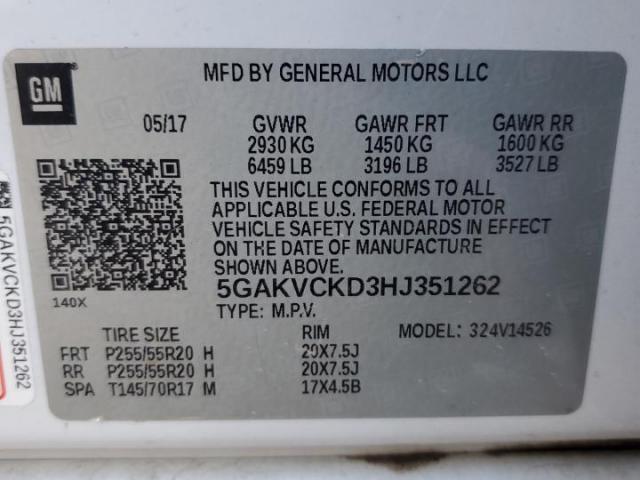 GM
MFD BY GENERAL MOTORS LLC
05/17 GVWR GAWR FRT GAWR RR
2930 KG 1450 KG 1600 KG
6459 LB 3196 LB 3527 LB
THIS VEHICLE CONFORMS TO ALL
APPLICABLE U.S. FEDERAL MOTOR
VEHICLE SAFETY STANDARDS IN EFFECT
ON THE DATE OF MANUFACTURE
SHOWN ABOVE.
5GAKVCKD3HJ351262
140X
TYPE: M.P.V.
TIRE SIZE RIM MODEL: 324V14526
FRT P255/55R20 H 20X7.5J
RR P255/55R20 H 20X7.5J
SPA T145/70R17 M 17X4.5B
5GAKVCKD3HJ351262